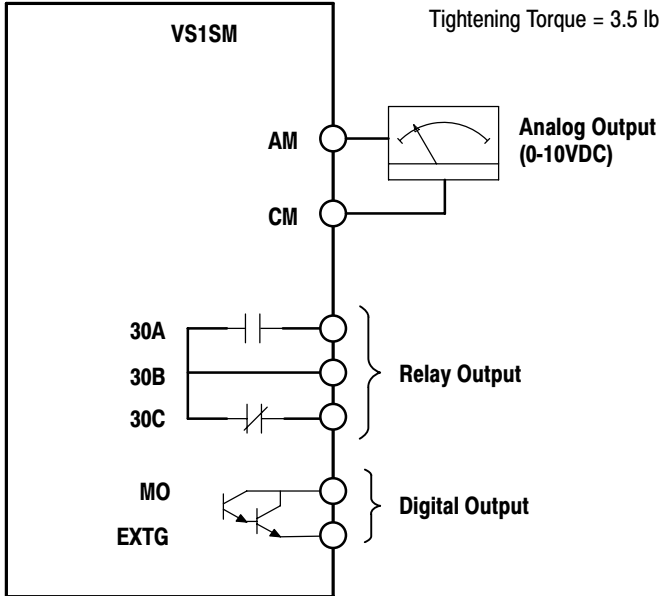 VS1SM
Tightening Torque = 3.5 lb
AM
Analog Output
(0-10VDC)
CM
30A
30B
Relay Output
30C
MO
Digital Output
EXTG